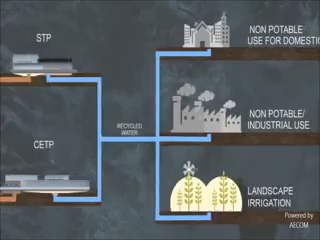 STP
NON POTABLE
USE FOR DOMESTIC
RECYCLED
WATER
NON POTABLE/
INDUSTRIAL USE
CETP
LANDSCAPE
IRRIGATION
Powered by
AECOM